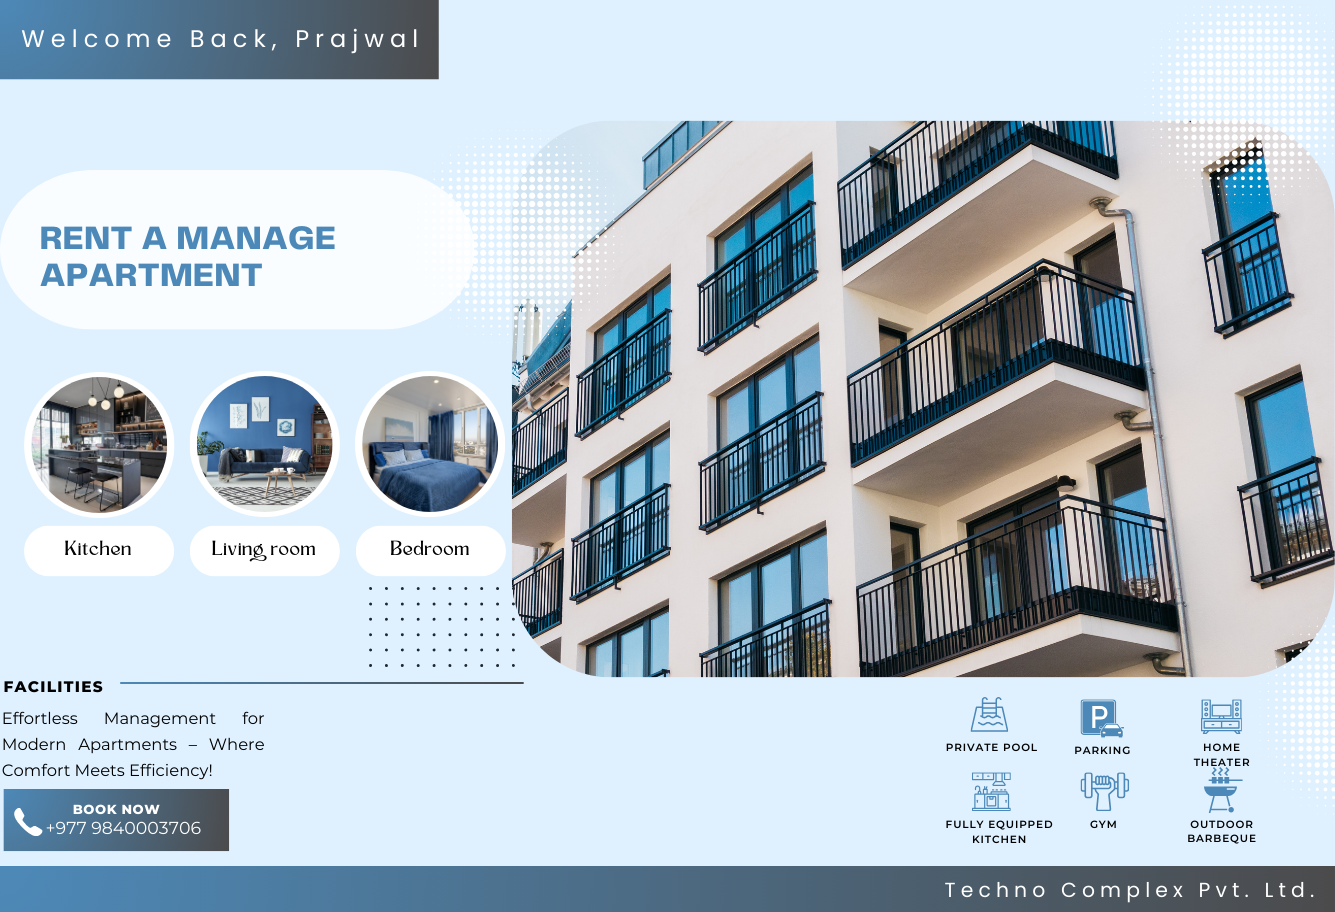 Welcome Back, Prajwal
RENT A MANAGE
APARTMENT
Kitchen
Living room
Bedroom
FACILITIES
Effortless Management for
Modern Apartments – Where
Comfort Meets Efficiency!
BOOK NOW
+977 9840003706
PRIVATE POOL
P
PARKING
HOME
THEATER
FULLY EQUIPPED
KITCHEN
GYM
OUTDOOR
BARBEQUE
Techno Complex Pvt. Ltd.